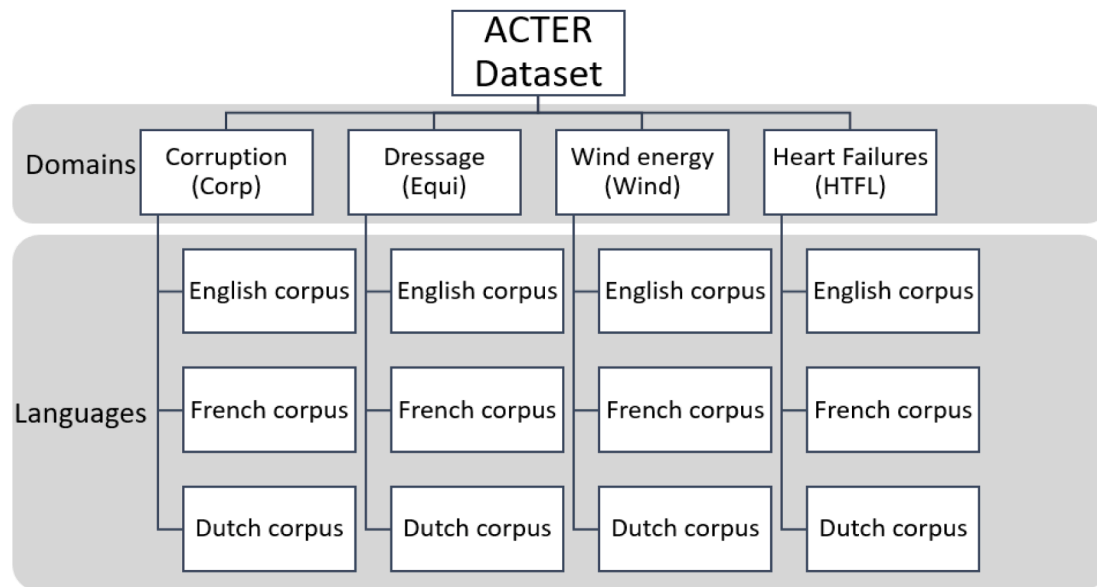 ACTER
Dataset
Domains
Corruption
(Corp)
Dressage
(Equi)
Wind energy
(Wind)
Heart Failures
(HTFL)
Languages
English corpus
English corpus
English corpus
English corpus
French corpus
French corpus
French corpus
French corpus
Dutch corpus
Dutch corpus
Dutch corpus
Dutch corpus